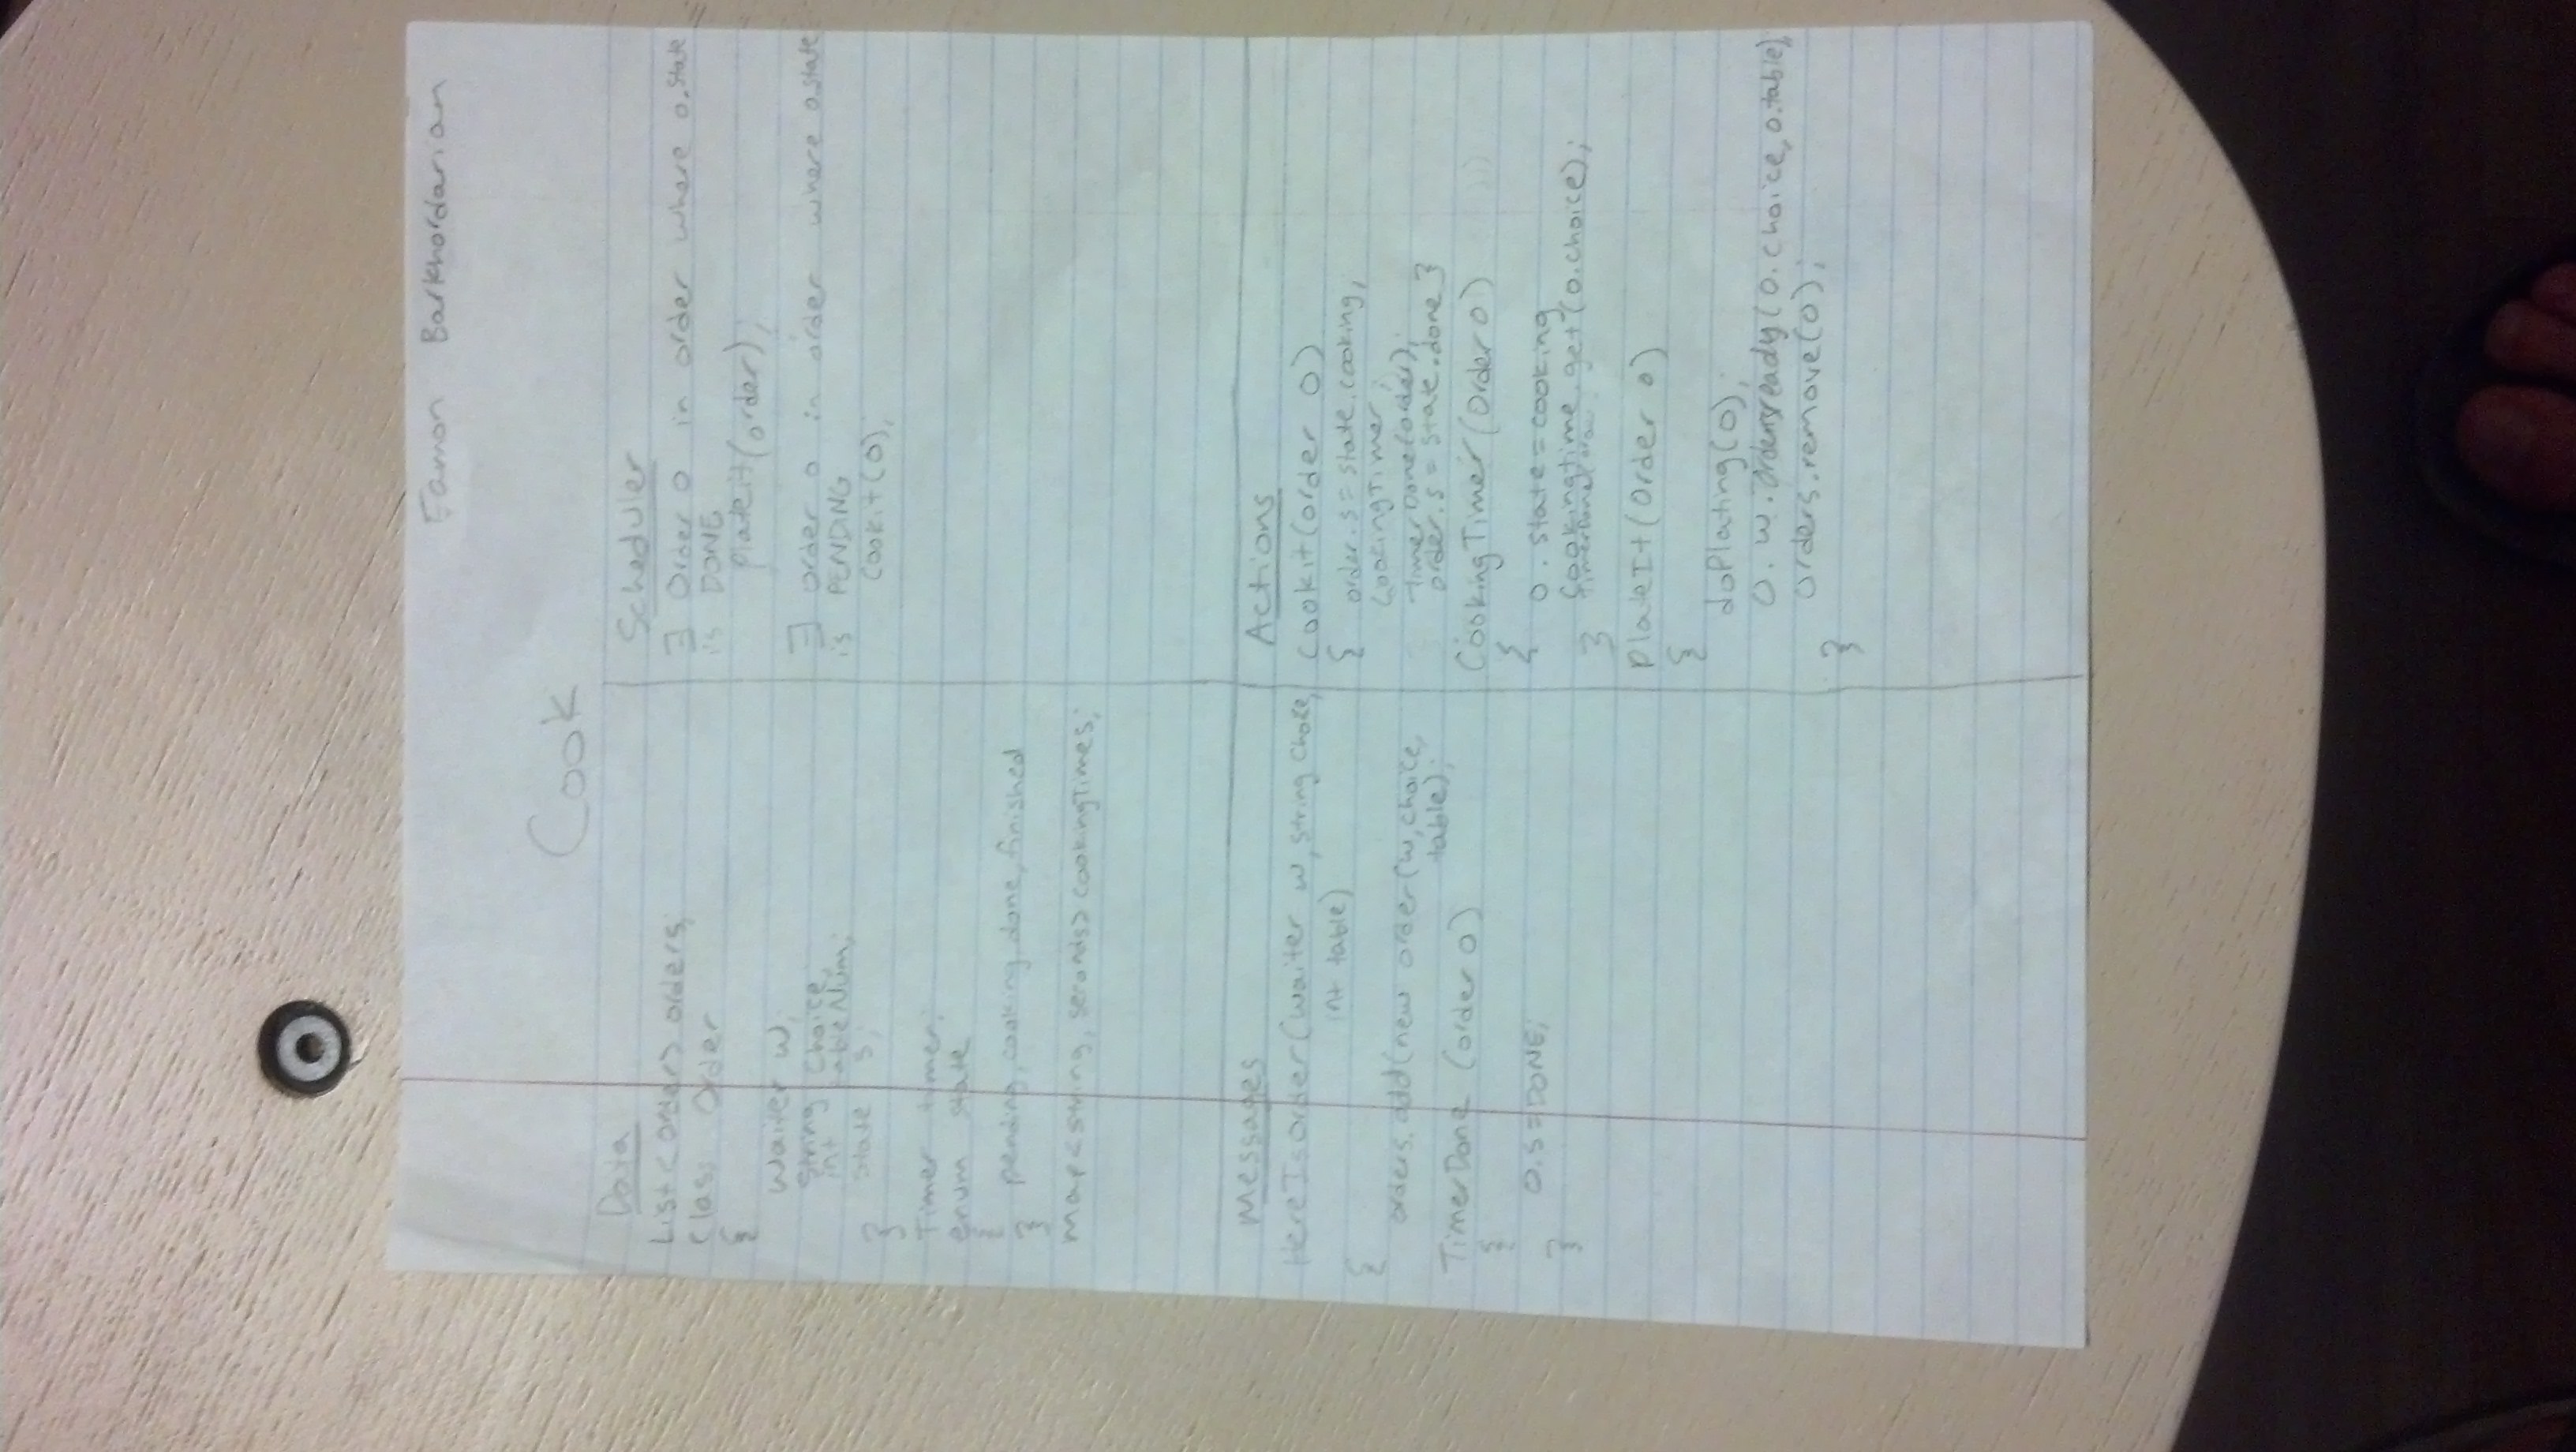 Barkhordarian
Cook
Data
List<order> orders;
Class Order
{
Waiter w;
String Choice;
int tableNum;
State s;
}
Timer timer;
enum state
{ pending, cooking, done, finished
}
map<string, seconds> cookingTimes;
Scheduler
∃ Order o in order where o.state
is DONE
Plateit(order);
∃ order o in order where o.state
is PENDING
Cookit(o);
Messages
HereIsorder(waiter w, string choice,
int table)
{
orders.add(new order(w, choice,
table);
TimerDone (order o)
{
o.s = DONE;
}
Actions
Cookit(order o)
{ order.s = state.cooking;
CookingTimer;
timerDone(order);
order.s = state.done }
CookingTimer(Order o)
{
o.state = cooking
Cookingtime.get(o.choice);
}
PlateIt(Order o)
{
doPlating(o);
o.w.orderready(o.choice, o.table);
orders.remove(o);
}